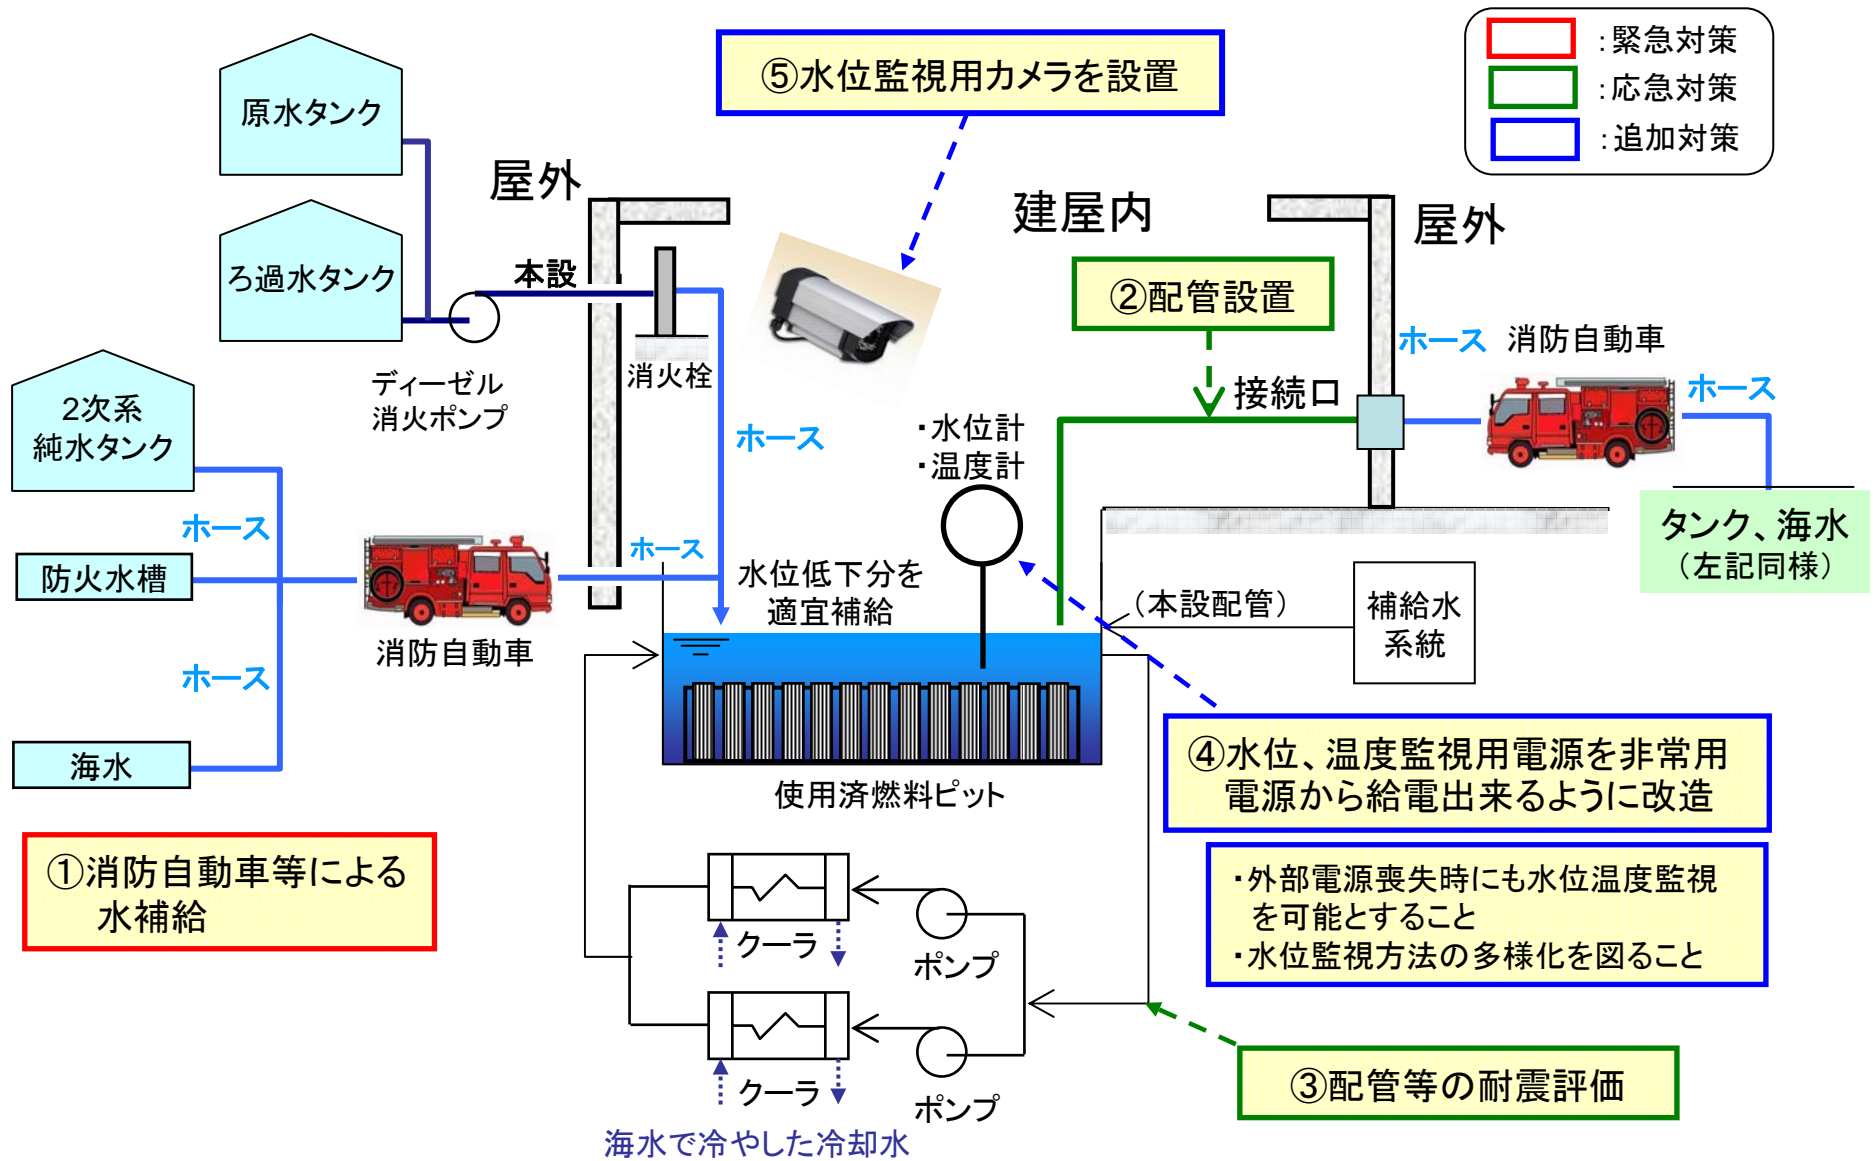 :緊急対策
:応急対策
:追加対策
⑤水位監視用カメラを設置
原水タンク
屋外
建屋内
屋外
ろ過水タンク
本設
②配管設置
ホース
消防自動車
ホース
ディーゼル
消火ポンプ
消火栓
接続口
2次系
純水タンク
ホース
・水位計
・温度計
タンク、海水
（左記同様）
ホース
ホース
防火水槽
水位低下分を
適宜補給
（本設配管）
補給水
系統
消防自動車
ホース
海水
使用済燃料ピット
④水位、温度監視用電源を非常用
電源から給電出来るように改造
①消防自動車等による
水補給
・外部電源喪失時にも水位温度監視
を可能とすること
・水位監視方法の多様化を図ること
クーラ
ポンプ
クーラ
ポンプ
③配管等の耐震評価
海水で冷やした冷却水